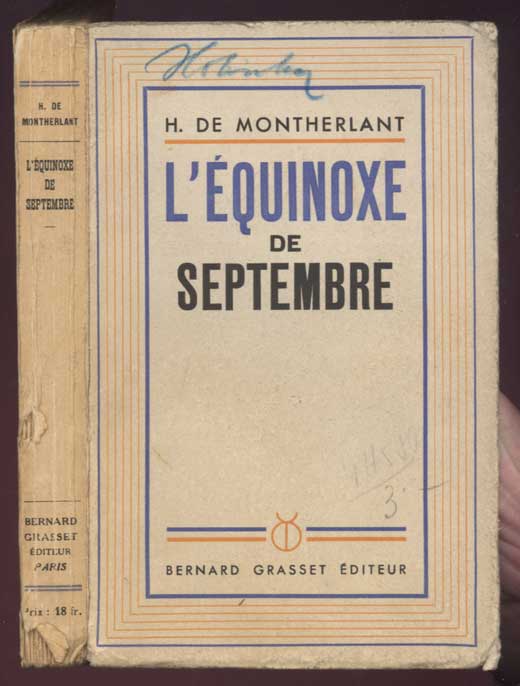 H. DE
MONTHERLANT
L'ÉQUINOXE
DE
SEPTEMBRE
BERNARD
GRASSET
ÉDITEUR
PARIS
Prix : 18 fr.
H. DE MONTHERLANT
L'ÉQUINOXE
DE
SEPTEMBRE
3.-
BERNARD GRASSET ÉDITEUR